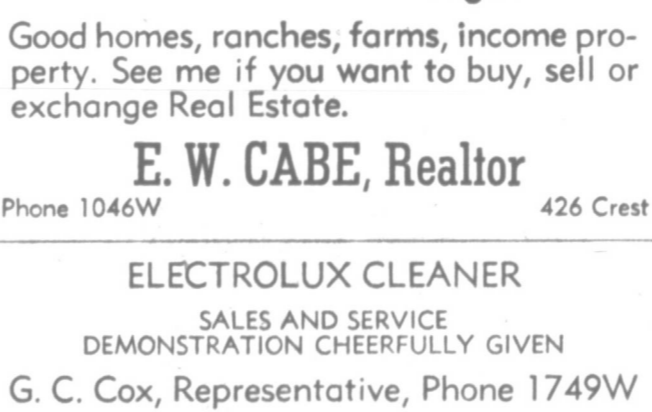 Good homes, ranches, farms, income pro-
perty. See me if you want to buy, sell or
exchange Real Estate.
E. W. CABE, Realtor
Phone 1046W 426 Crest
ELECTROLUX CLEANER
SALES AND SERVICE
DEMONSTRATION CHEERFULLY GIVEN
G. C. Cox, Representative, Phone 1749W